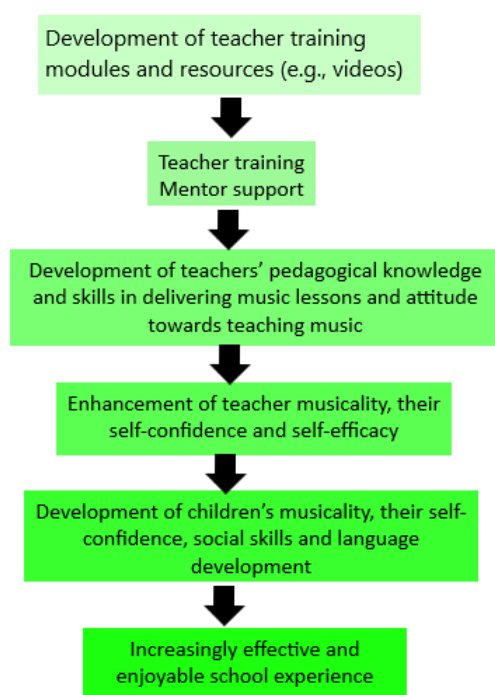 Development of teacher training
modules and resources (e.g., videos)
Teacher training
Mentor support
Development of teachers’ pedagogical knowledge
and skills in delivering music lessons and attitude
towards teaching music
Enhancement of teacher musicality, their
self-confidence and self-efficacy
Development of children’s musicality, their self-
confidence, social skills and language
development
Increasingly effective and
enjoyable school experience